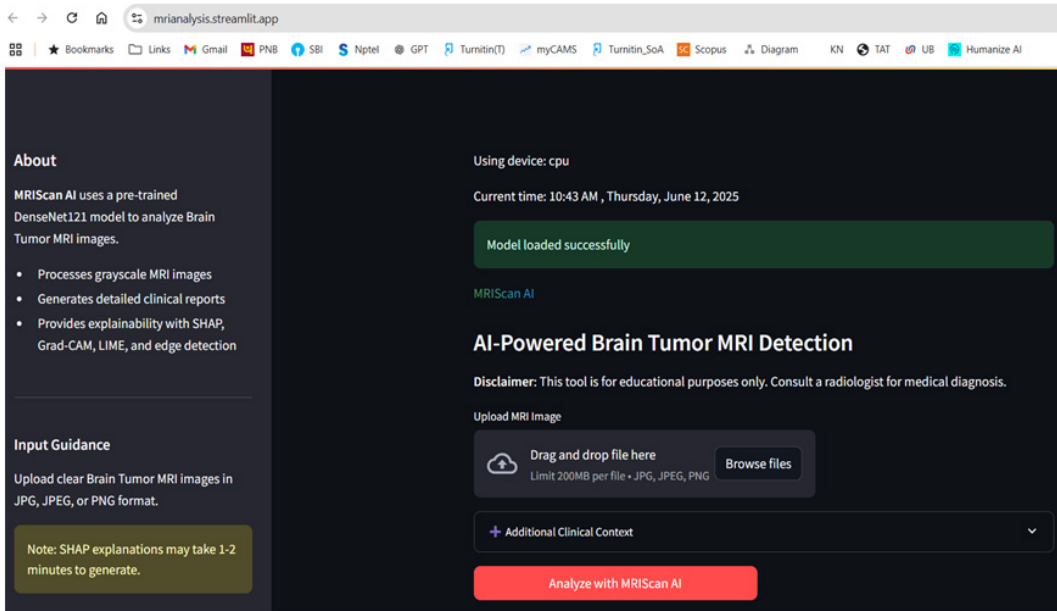 mrianalysis.streamlit.app
Bookmarks Links Gmail PNB SBI Nptel GPT Turnitin(T) myCAMS Turnitin_SoA SC Scopus Diagram KN TAT UB Humanize AI
About
MRIScan AI uses a pre-trained
DenseNet121 model to analyze Brain
Tumor MRI images.
• Processes grayscale MRI images
• Generates detailed clinical reports
• Provides explainability with SHAP,
Grad-CAM, LIME, and edge detection
Input Guidance
Upload clear Brain Tumor MRI images in
JPG, JPEG, or PNG format.
Note: SHAP explanations may take 1-2
minutes to generate.
Using device: cpu
Current time: 10:43 AM , Thursday, June 12, 2025
Model loaded successfully
MRIScan AI
AI-Powered Brain Tumor MRI Detection
Disclaimer: This tool is for educational purposes only. Consult a radiologist for medical diagnosis.
Upload MRI Image
Drag and drop file here
Limit 200MB per file • JPG, JPEG, PNG
Browse files
Additional Clinical Context
Analyze with MRIScan AI